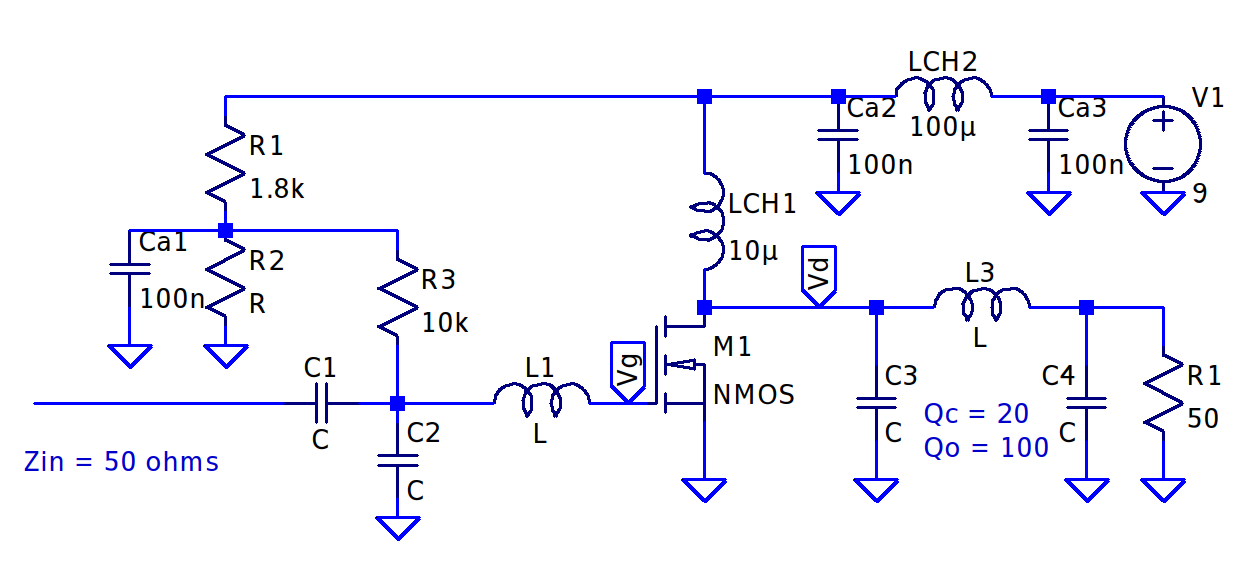 LCH2
V1
Ca2
100µ
Ca3
100n
100n
9
R1
1.8k
LCH1
10µ
Ca1
R2
100n
R
R3
10k
Vd
L3
L
C1
C
L1
L
Vg
M1
NMOS
C2
C
C3
C
Qc = 20
Qo = 100
C4
C
R1
50
Zin = 50 ohms